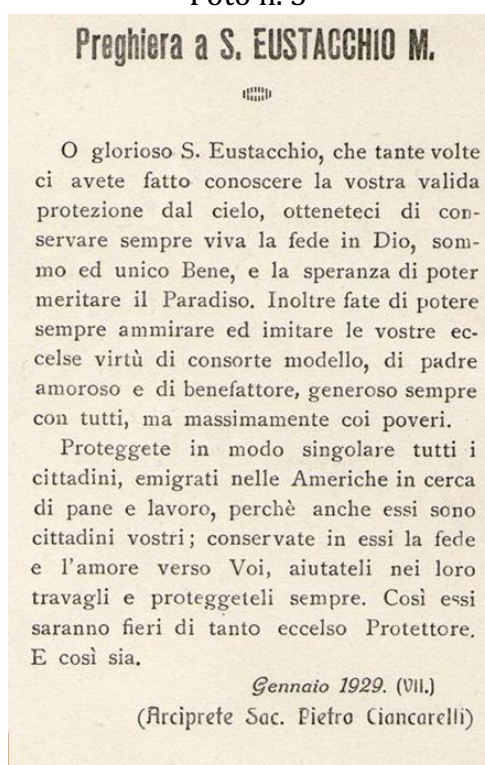 Foto n. 3
Preghiera a S. EUSTACCHIO M.
O glorioso S. Eustacchio, che tante volte
ci avete fatto conoscere la vostra valida
protezione dal cielo, otteneteci di con-
servare sempre viva la fede in Dio, som-
mo ed unico Bene, e la speranza di poter
meritare il Paradiso. Inoltre fate di potere
sempre ammirare ed imitare le vostre ec-
celse virtù di consorte modello, di padre
amoroso e di benefattore, generoso sempre
con tutti, ma massimamente coi poveri.
Proteggete in modo singolare tutti i
cittadini, emigrati nelle Americhe in cerca
di pane e lavoro, perchè anche essi sono
cittadini vostri; conservate in essi la fede
e l'amore verso Voi, aiutateli nei loro
travagli e proteggeteli sempre. Così essi
saranno fieri di tanto eccelso Protettore.
E così sia.
Gennaio 1929. (VII.)
(Arciprete Sac. Pietro Ciancarelli)